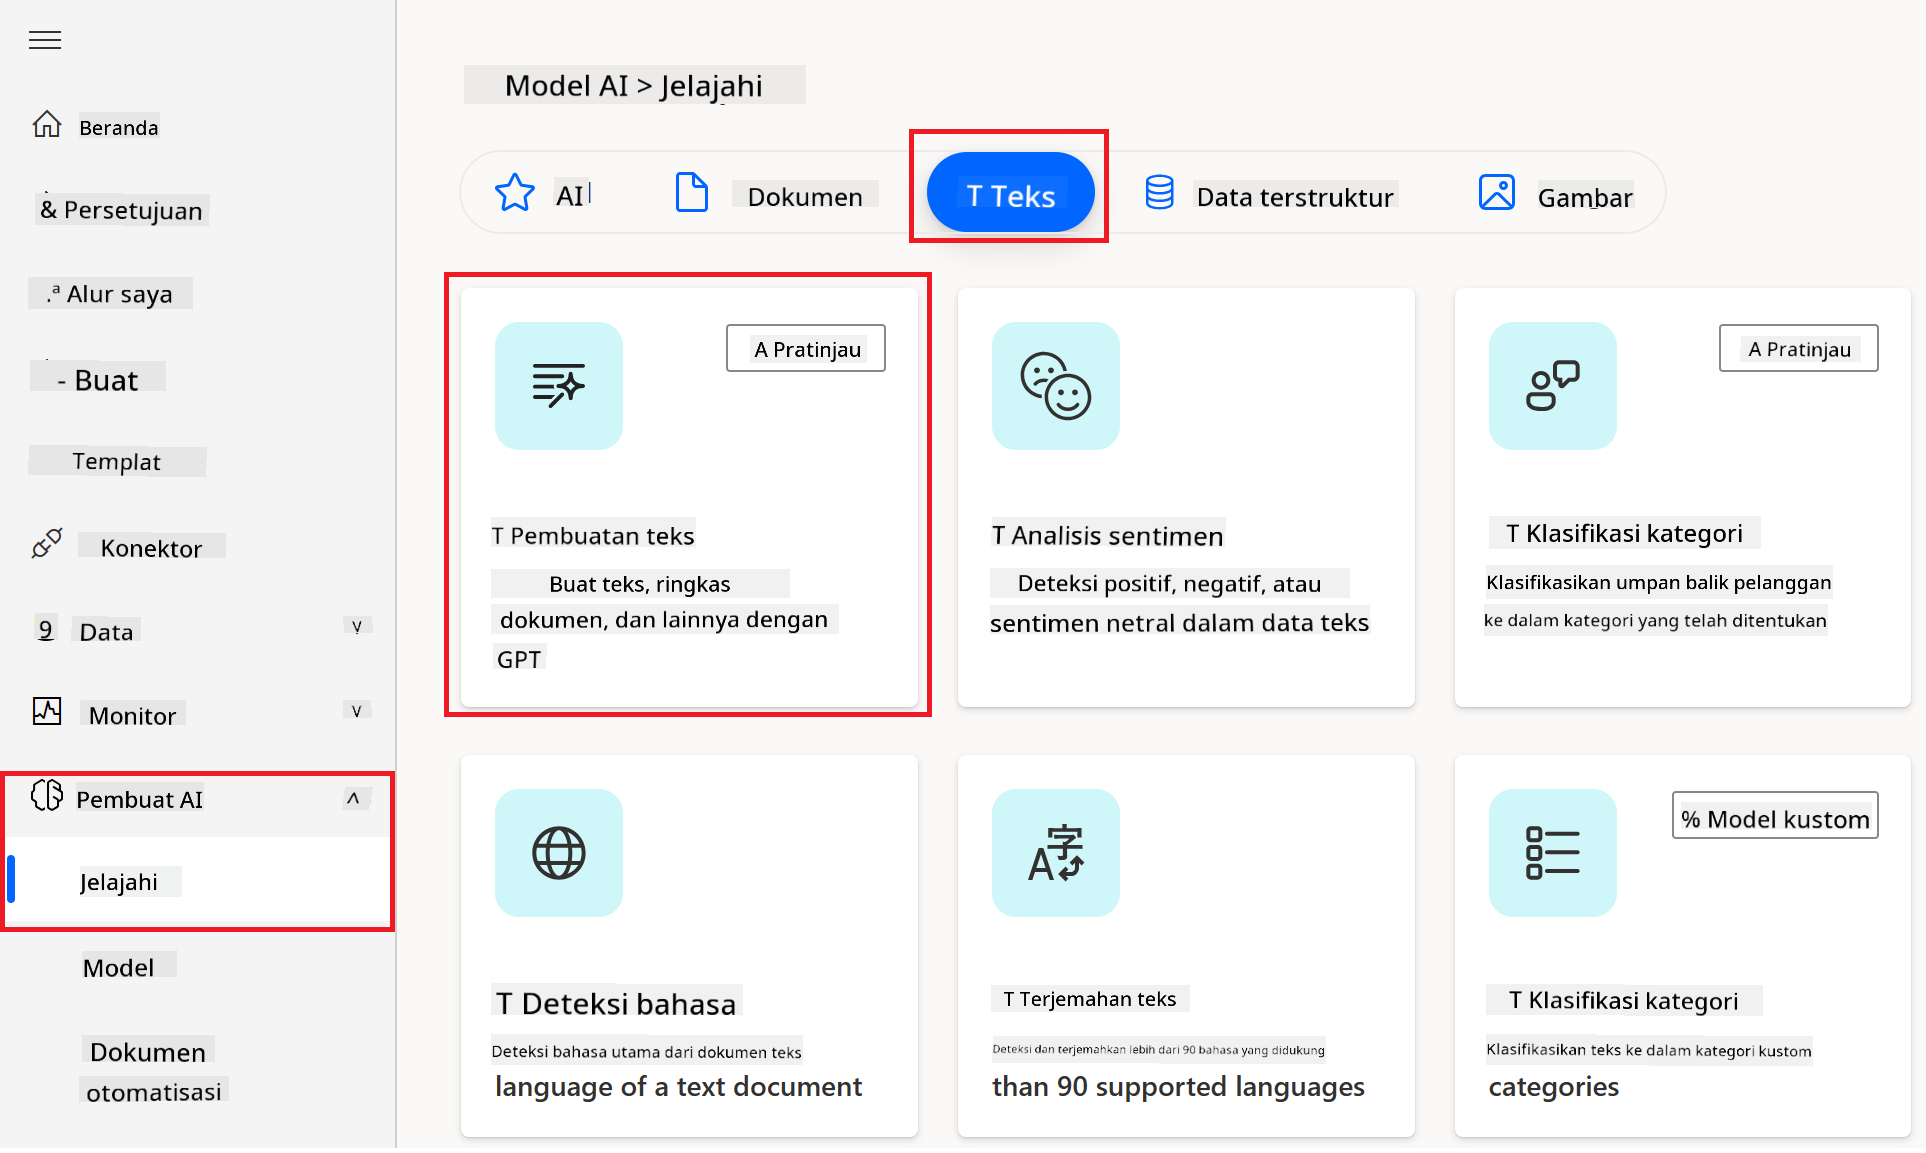 Beranda
& Persetujuan
.ª Alur saya
- Buat
Templat
Konektor
9 Data v
Monitor v
Pembuat AI ^
Jelajahi
Model
Dokumen
otomatisasi
Model AI > Jelajahi
AI
Dokumen
T Teks
Data terstruktur
Gambar
A Pratinjau
T Pembuatan teks
Buat teks, ringkas
dokumen, dan lainnya dengan
GPT
T Analisis sentimen
Deteksi positif, negatif, atau
sentimen netral dalam data teks
A Pratinjau
T Klasifikasi kategori
Klasifikasikan umpan balik pelanggan
ke dalam kategori yang telah ditentukan
T Deteksi bahasa
Deteksi bahasa utama dari dokumen teks
language of a text document
A字
T Terjemahan teks
Deteksi dan terjemahkan lebih dari 90 bahasa yang didukung
than 90 supported languages
% Model kustom
T Klasifikasi kategori
Klasifikasikan teks ke dalam kategori kustom
categories